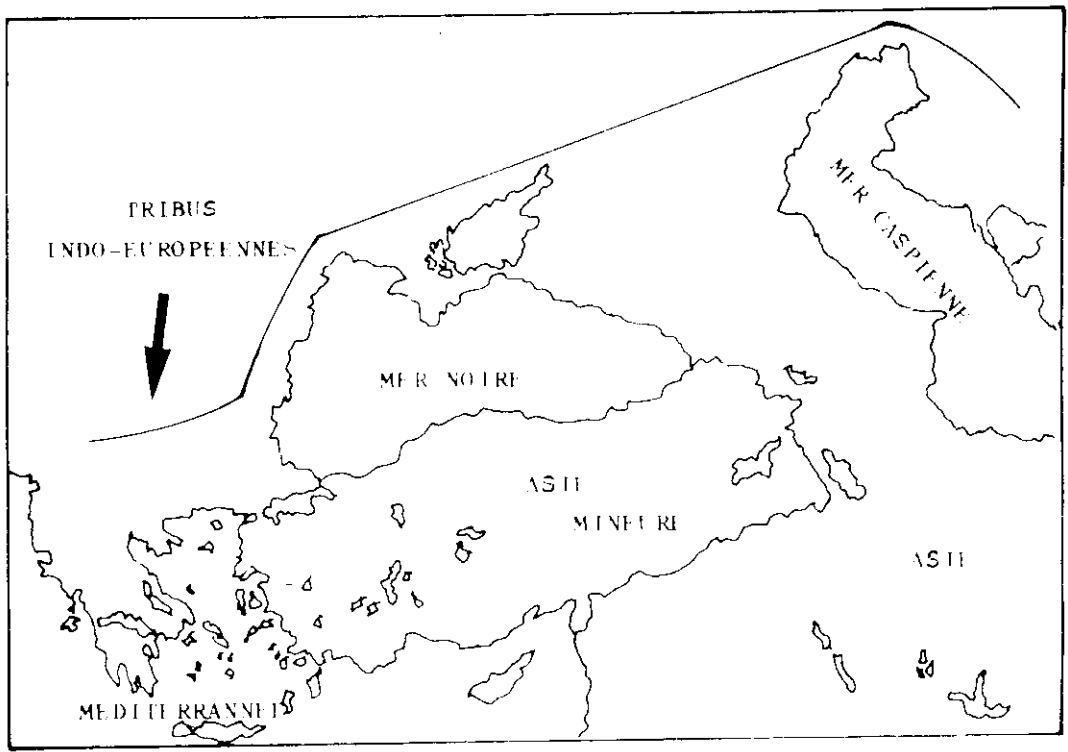 TRIBUS
INDO-EUROPEENNES
MER CASPIENNE
MER NOIRE
ASIE
MINEURE
ASIE
MEDITERRANNEE